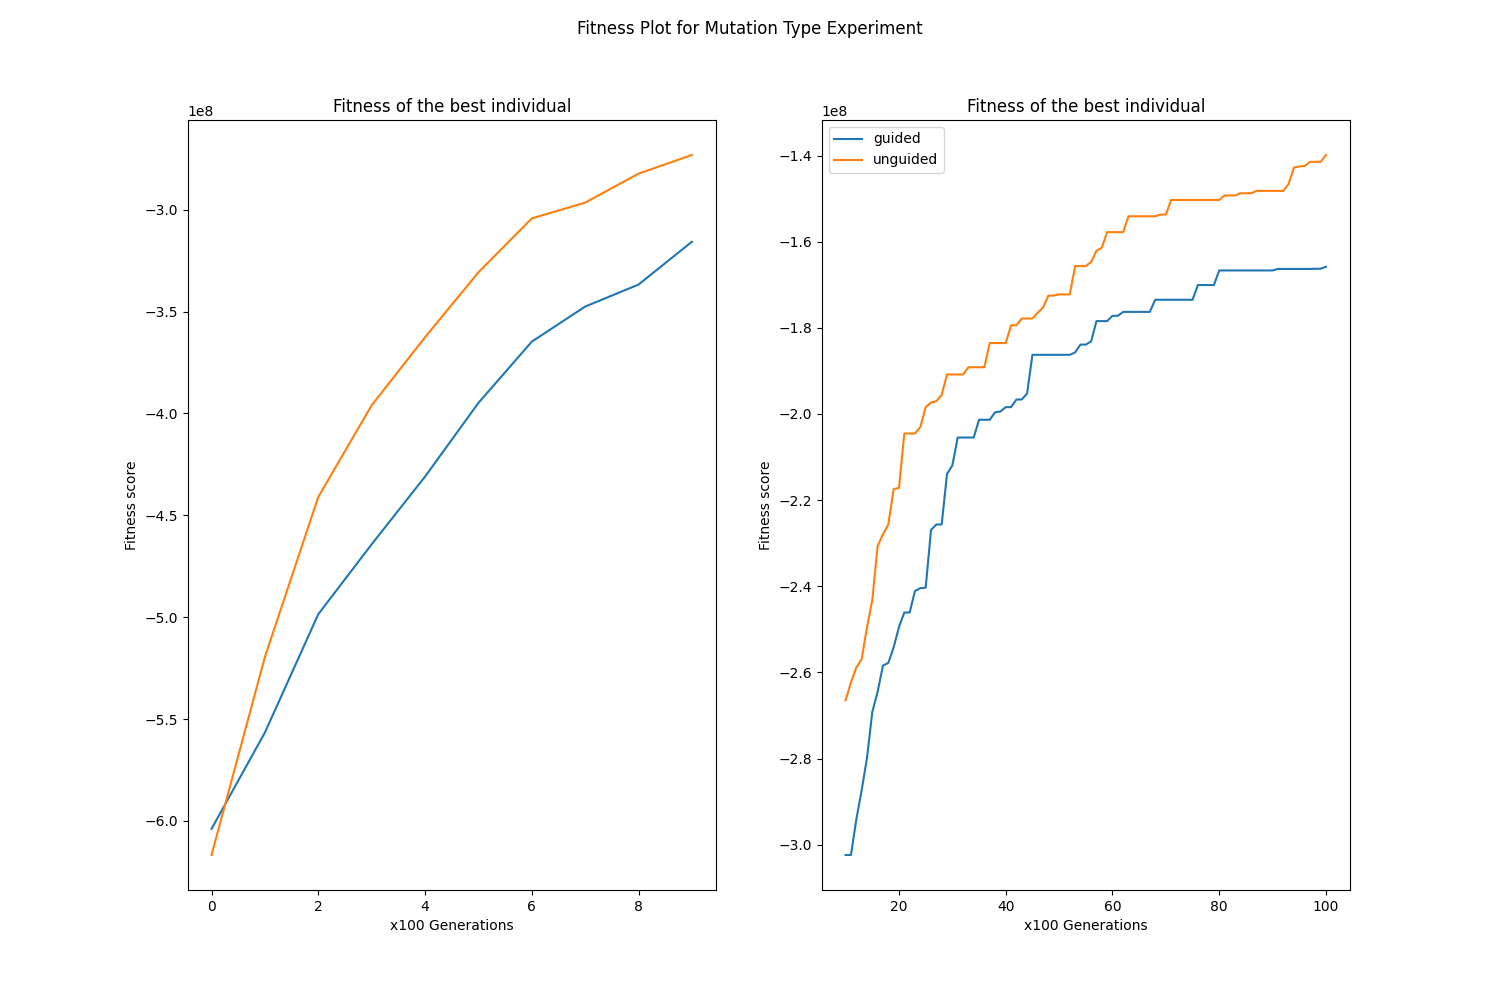 Fitness Plot for Mutation Type Experiment
Fitness of the best individual
1e8
−3.0
−3.5
−4.0
−4.5
−5.0
−5.5
−6.0
Fitness score
0 2 4 6 8
x100 Generations
Fitness of the best individual
1e8
guided
unguided
−1.4
−1.6
−1.8
−2.0
−2.2
−2.4
−2.6
−2.8
−3.0
Fitness score
20 40 60 80 100
x100 Generations